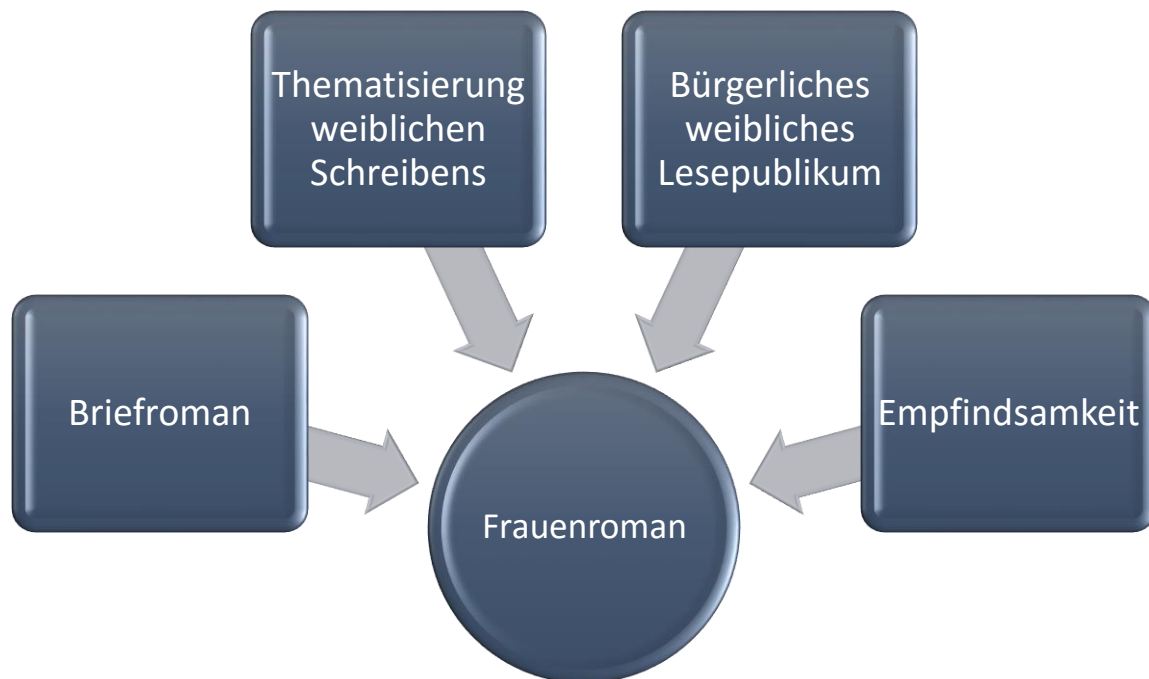 Thematisierung
weiblichen
Schreibens
Bürgerliches
weibliches
Lesepublikum
Briefroman
Empfindsamkeit
Frauenroman